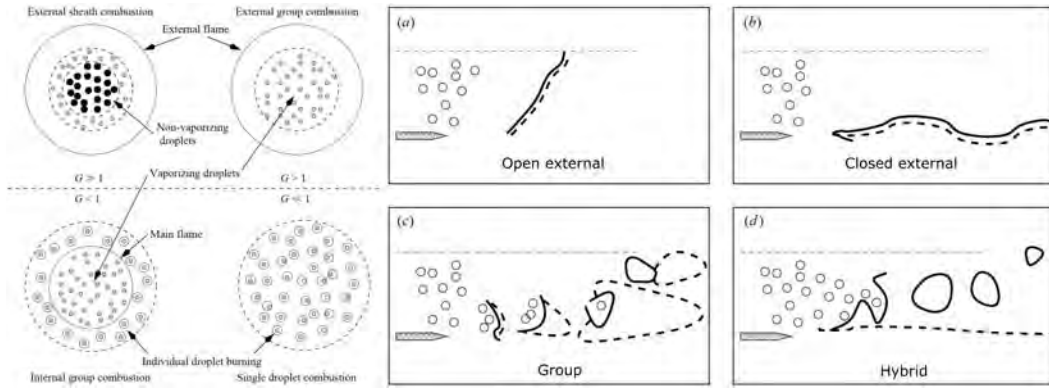 External sheath combustion
External group combustion
External flame
Non-vaporizing
droplets
G ≫ 1
Vaporizing droplets
G > 1
G < 1
G ≪ 1
Main flame
Individual droplet burning
Internal group combustion
Single droplet combustion
(a)
Open external
(b)
Closed external
(c)
Group
(d)
Hybrid